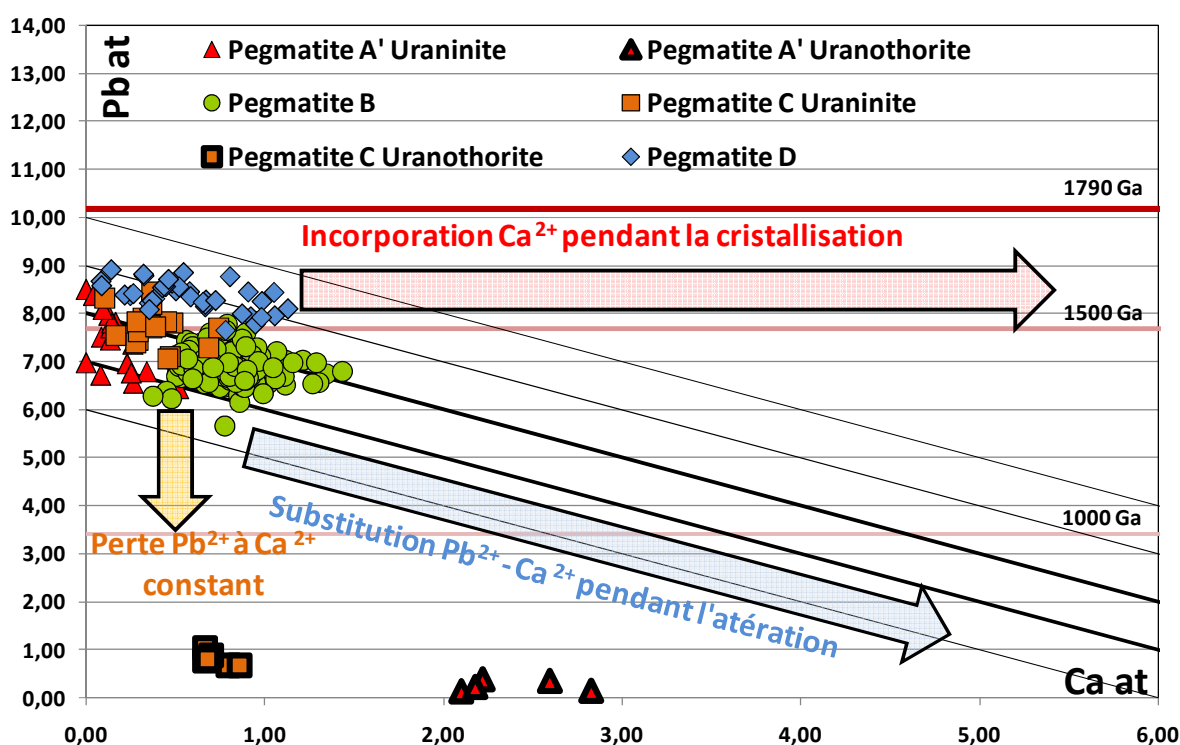 14,00
13,00
12,00
11,00
10,00
9,00
8,00
7,00
6,00
5,00
4,00
3,00
2,00
1,00
0,00
Pb at
Pegmatite A' Uraninite
Pegmatite A' Uranothorite
Pegmatite B
Pegmatite C Uraninite
Pegmatite C Uranothorite
Pegmatite D
1790 Ga
Incorporation Ca²⁺ pendant la cristallisation
1500 Ga
1000 Ga
Perte Pb²⁺ à Ca ²⁺
constant
Substitution Pb²⁺ - Ca ²⁺ pendant l'atération
Ca at
0,00 1,00 2,00 3,00 4,00 5,00 6,00